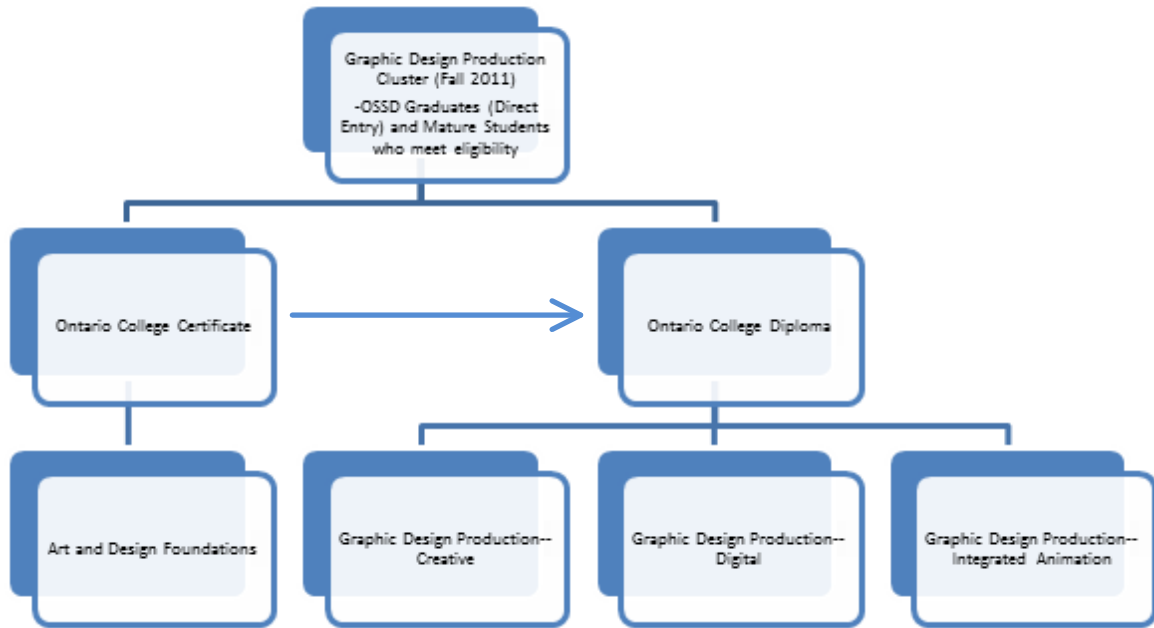 Graphic Design Production
Cluster (Fall 2011)
-OSSD Graduates (Direct
Entry) and Mature Students
who meet eligibility
Ontario College Certificate
Ontario College Diploma
Art and Design Foundations
Graphic Design Production--
Creative
Graphic Design Production--
Digital
Graphic Design Production--
Integrated Animation